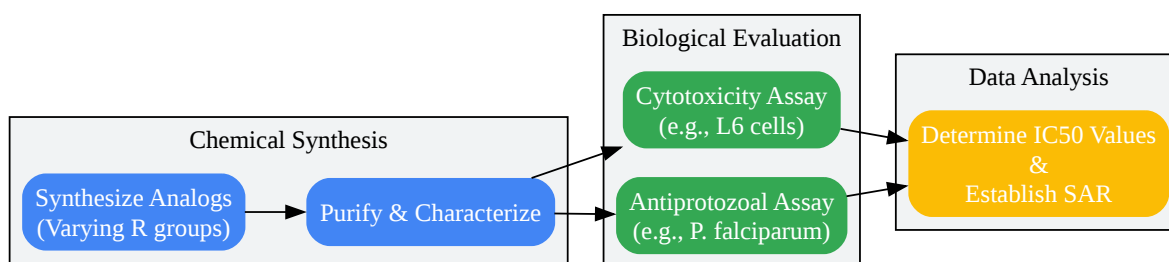 Chemical Synthesis
Synthesize Analogs
(Varying R groups)
Purify & Characterize
Biological Evaluation
Cytotoxicity Assay
(e.g., L6 cells)
Antiprotozoal Assay
(e.g., P. falciparum)
Data Analysis
Determine IC50 Values
&
Establish SAR